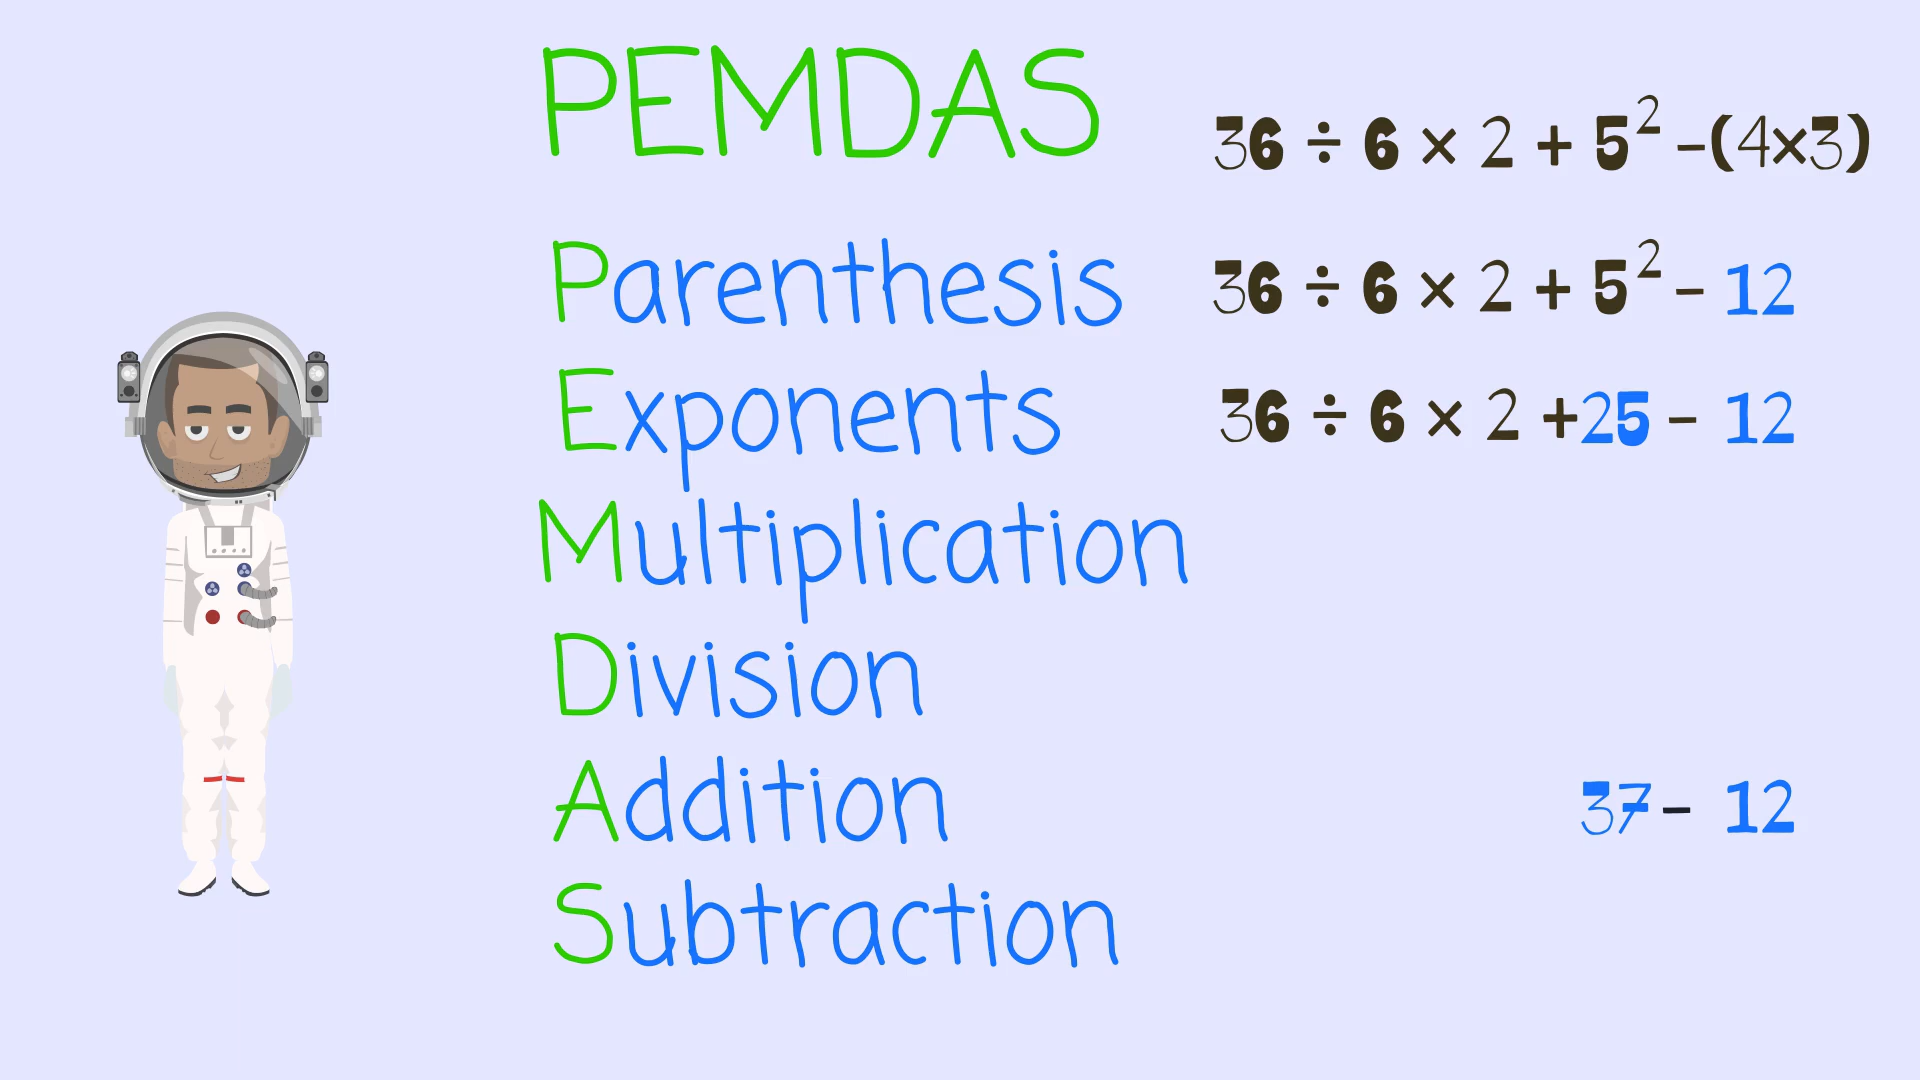 PEMDAS
36 ÷ 6 × 2 + 5² -(4×3)
Parenthesis
36 ÷ 6 × 2 + 5² - 12
Exponents
36 ÷ 6 × 2 +25 - 12
Multiplication
Division
Addition
37 - 12
Subtraction